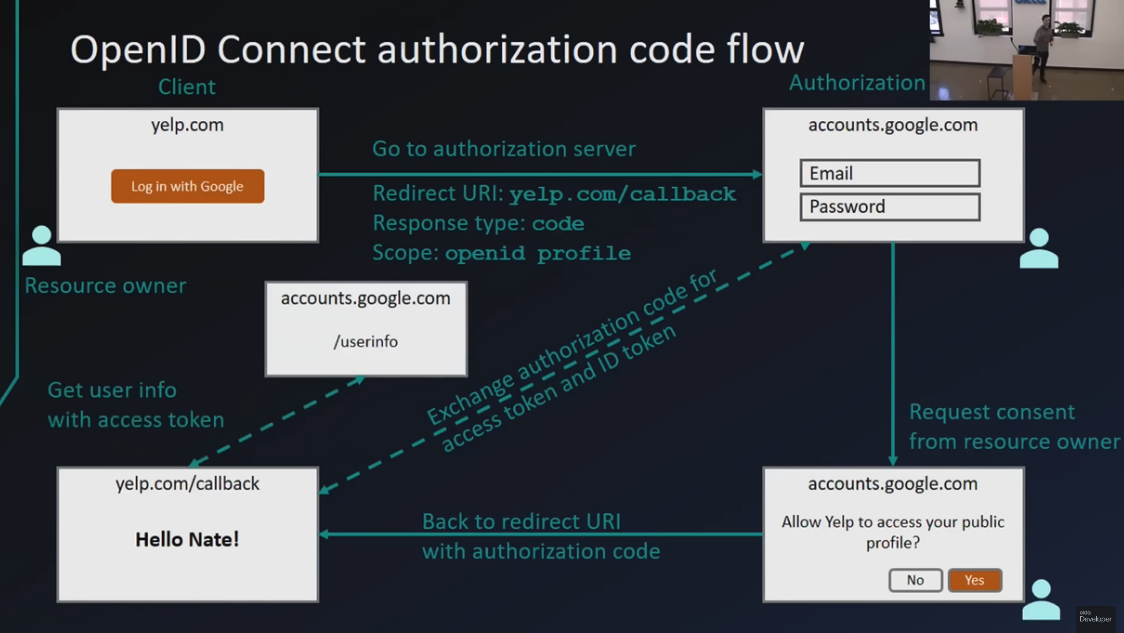 OpenID Connect authorization code flow
Client
Authorization
yelp.com
Log in with Google
Go to authorization server
Redirect URI: yelp.com/callback
Response type: code
Scope: openid profile
accounts.google.com
Email
Password
Resource owner
accounts.google.com
/userinfo
Exchange authorization code for
access token and ID token
Get user info
with access token
Request consent
from resource owner
yelp.com/callback
Hello Nate!
Back to redirect URI
with authorization code
accounts.google.com
Allow Yelp to access your public
profile?
No
Yes
okta
Developer